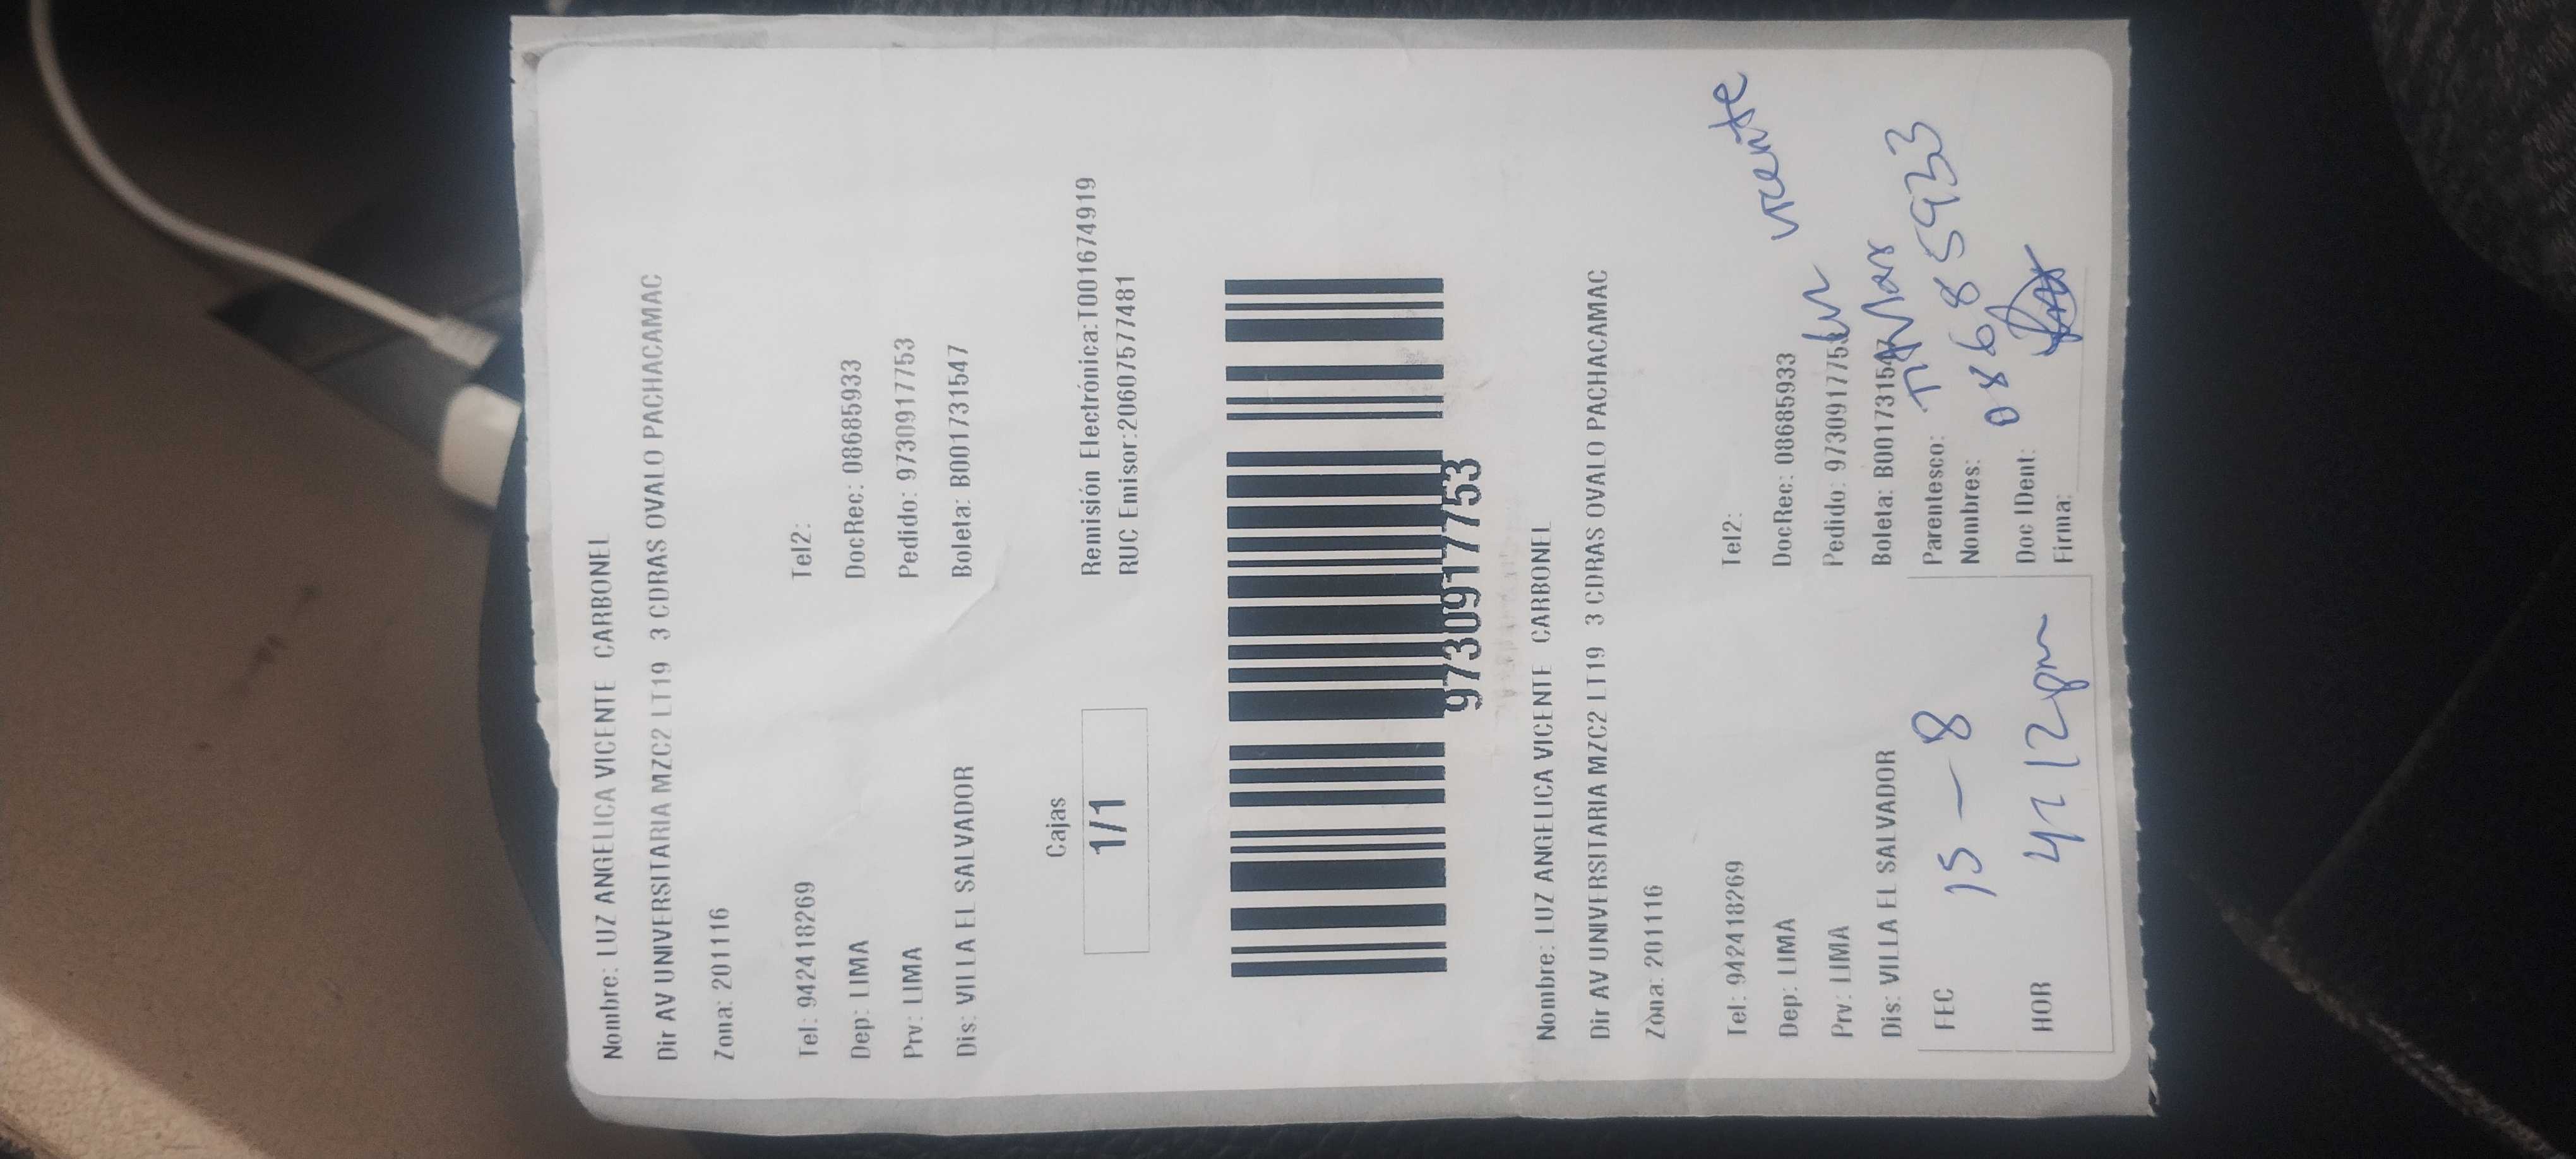 Nombre: LUZ ANGELICA VICENTE CARBONEL
Dir AV UNIVERSITARIA MZC2 LT19 3 CDRAS OVALO PACHACAMAC
Zona: 201116
Tel: 942418269 Tel2:
Dep: LIMA DocRec: 08685933
Prv: LIMA Pedido: 9730917753
Dis: VILLA EL SALVADOR Boleta: B001731547
Cajas
1/1
Remisión Electrónica:T001674919
RUC Emisor:20607577481
9730917753
Nombre: LUZ ANGELICA VICENTE CARBONEL
Dir AV UNIVERSITARIA MZC2 LT19 3 CDRAS OVALO PACHACAMAC
Zona: 201116
Tel: 942418269 Tel2:
Dep: LIMA DocRec: 08685933
Prv: LIMA Pedido: 9730917753 Vicente
Dis: VILLA EL SALVADOR Boleta: B001731547
FEC 15 - 8 Parentesco: TITular
Nombres:
HOR 4:12pm Doc IDent: 08685933
Firma: